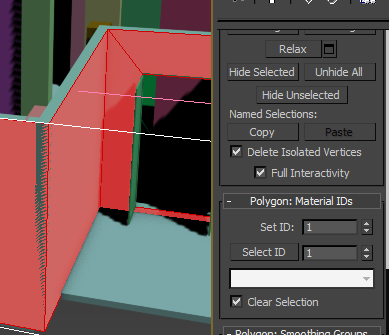 Relax
Hide Selected Unhide All
Hide Unselected
Named Selections:
Copy Paste
Delete Isolated Vertices
Full Interactivity
- Polygon: Material IDs
Set ID: 1
Select ID 1
Clear Selection
- Polygon: Smoothing Groups